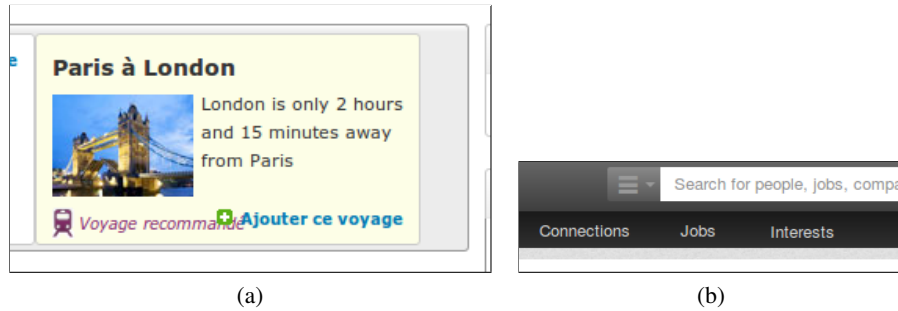 e
Paris à London
London is only 2 hours
and 15 minutes away
from Paris
Voyage recommandé
Ajouter ce voyage
Search for people, jobs, compa
Connections Jobs Interests
(a) (b)